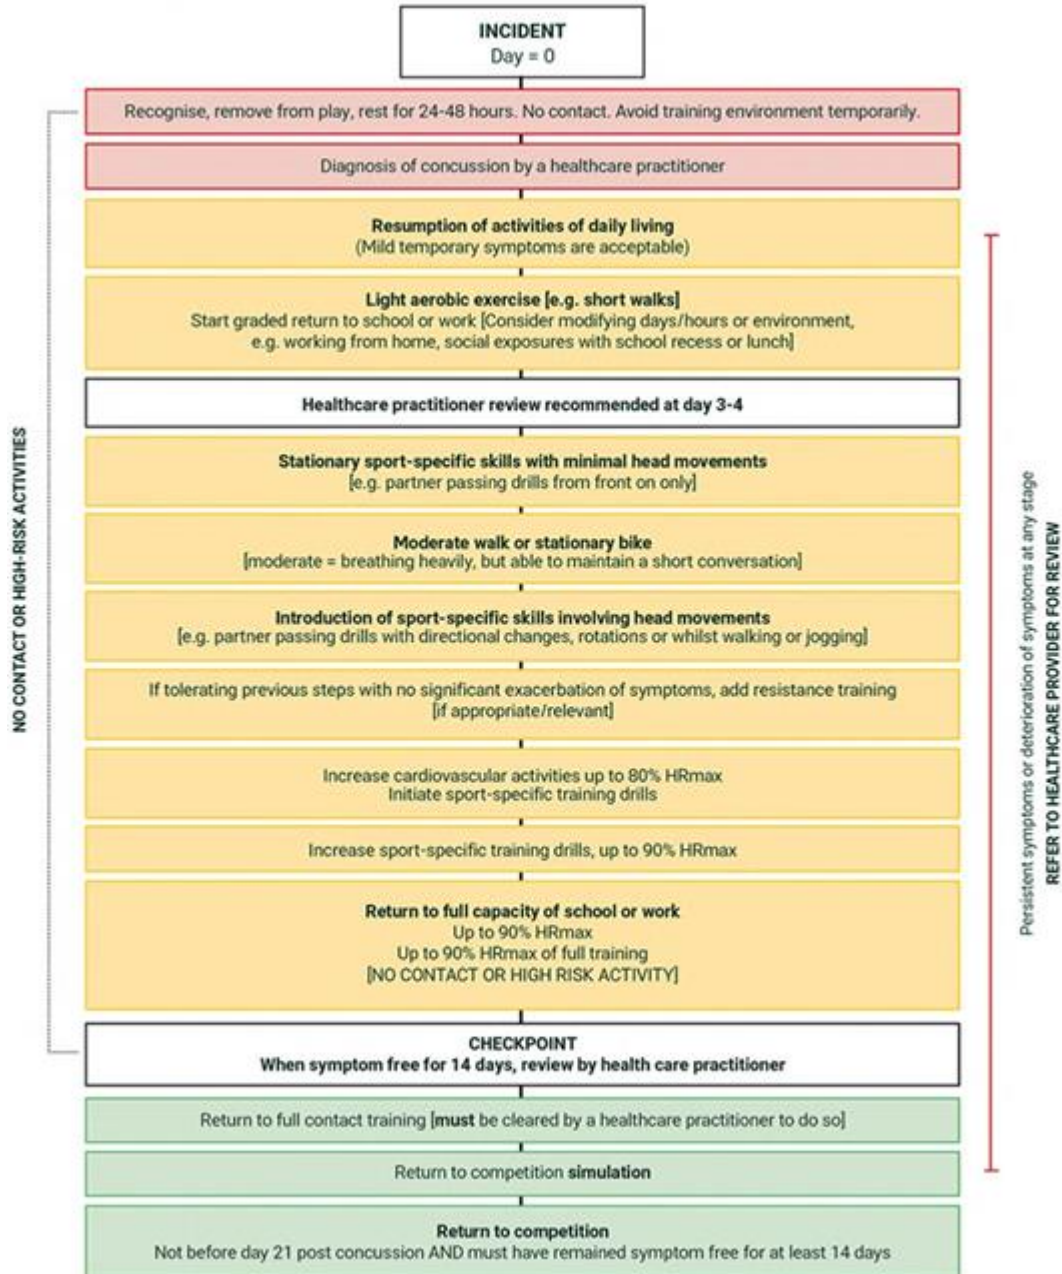 INCIDENT
Day = 0
Recognise, remove from play, rest for 24-48 hours. No contact. Avoid training environment temporarily.
Diagnosis of concussion by a healthcare practitioner
Resumption of activities of daily living
(Mild temporary symptoms are acceptable)
Light aerobic exercise [e.g. short walks]
Start graded return to school or work [Consider modifying days/hours or environment,
e.g. working from home, social exposures with school recess or lunch]
Healthcare practitioner review recommended at day 3-4
Stationary sport-specific skills with minimal head movements
[e.g. partner passing drills from front on only]
Moderate walk or stationary bike
[moderate = breathing heavily, but able to maintain a short conversation]
Introduction of sport-specific skills involving head movements
[e.g. partner passing drills with directional changes, rotations or whilst walking or jogging]
If tolerating previous steps with no significant exacerbation of symptoms, add resistance training
[if appropriate/relevant]
Increase cardiovascular activities up to 80% HRmax
Initiate sport-specific training drills
Increase sport-specific training drills, up to 90% HRmax
Return to full capacity of school or work
Up to 90% HRmax
Up to 90% HRmax of full training
[NO CONTACT OR HIGH RISK ACTIVITY]
CHECKPOINT
When symptom free for 14 days, review by health care practitioner
Return to full contact training [must be cleared by a healthcare practitioner to do so]
Return to competition simulation
Return to competition
Not before day 21 post concussion AND must have remained symptom free for at least 14 days
NO CONTACT OR HIGH-RISK ACTIVITIES
Persistent symptoms or deterioration of symptoms at any stage
REFER TO HEALTHCARE PROVIDER FOR REVIEW